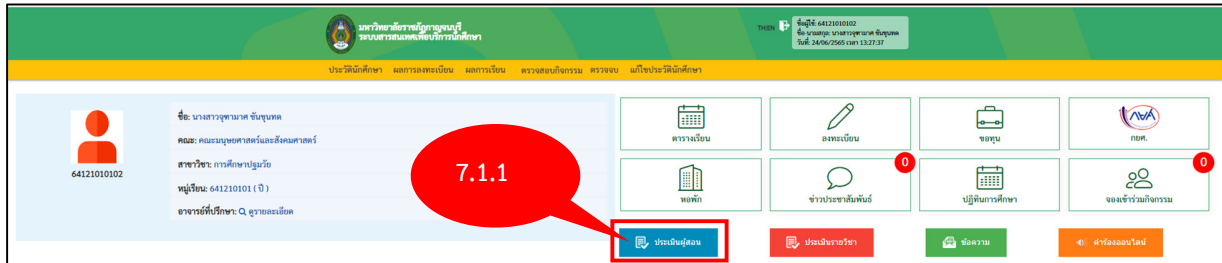 มหาวิทยาลัยราชภัฏกาญจนบุรี
ระบบสารสนเทศเพื่อบริการนักศึกษา
TH|EN
ชื่อผู้ใช้: 64121010102
ชื่อ นามสกุล: นางสาวจุฑามาศ ขันขุนทด
วันที่: 24/06/2565 เวลา 13:27:37
ประวัตินักศึกษา ผลการลงทะเบียน ผลการเรียน ตรวจสอบกิจกรรม ตรวจจบ แก้ไขประวัตินักศึกษา
64121010102
ชื่อ: นางสาวจุฑามาศ ขันขุนทด
คณะ: คณะมนุษยศาสตร์และสังคมศาสตร์
สาขาวิชา: การศึกษาปฐมวัย
หมู่เรียน: 641210101 ( ปี )
อาจารย์ที่ปรึกษา: ดูรายละเอียด
7.1.1
ตารางเรียน
ลงทะเบียน
ขอทุน
กยศ.
หอพัก
0
ข่าวประชาสัมพันธ์
ปฏิทินการศึกษา
0
จองเข้าร่วมกิจกรรม
ประเมินผู้สอน
ประเมินรายวิชา
ข้อความ
คำร้องออนไลน์